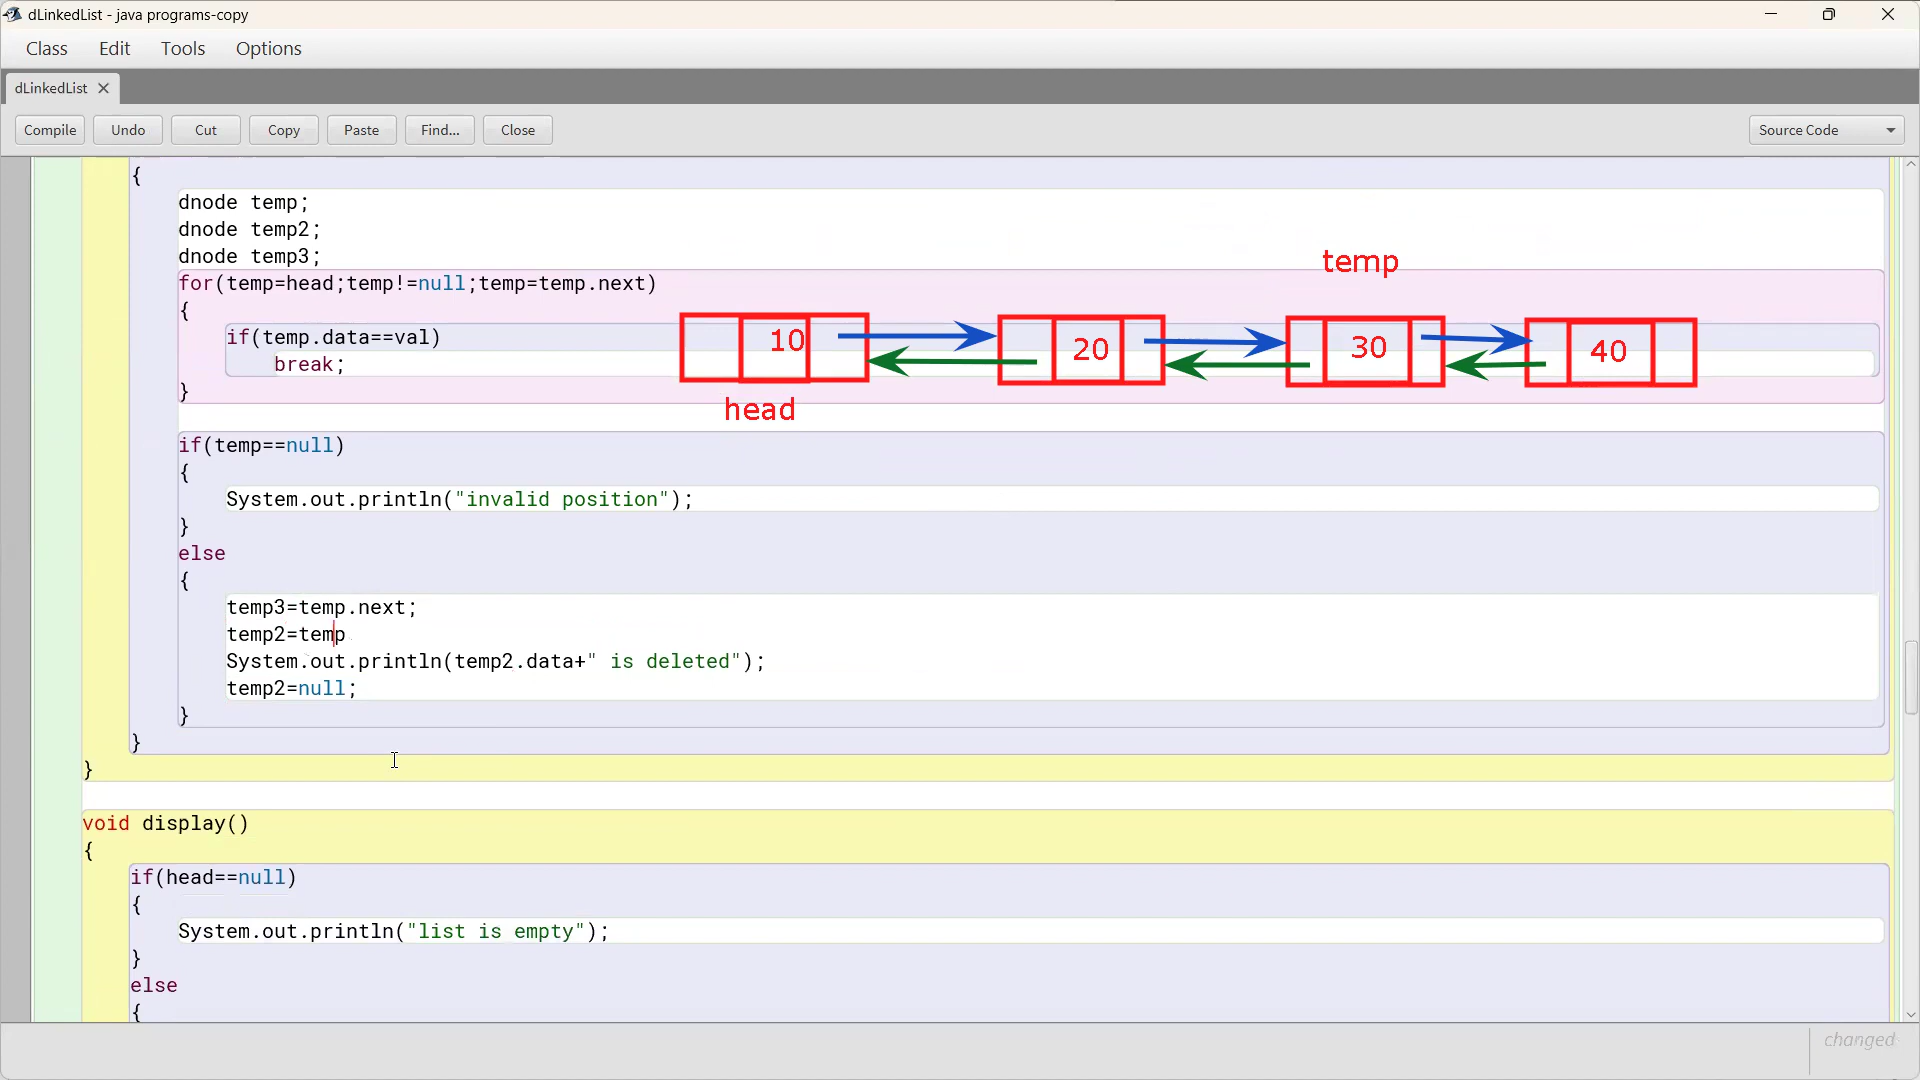 dLinkedList - java programs-copy
Class Edit Tools Options
dLinkedList
Compile Undo Cut Copy Paste Find... Close Source Code
{
dnode temp;
dnode temp2;
dnode temp3;
temp
for(temp=head;temp!=null;temp=temp.next)
{
if(temp.data==val)
10 20 30 40
break;
}
head
if(temp==null)
{
System.out.println("invalid position");
}
else
{
temp3=temp.next;
temp2=temp
System.out.println(temp2.data+" is deleted");
temp2=null;
}
}
}
void display()
{
if(head==null)
{
System.out.println("list is empty");
}
else
{
changed